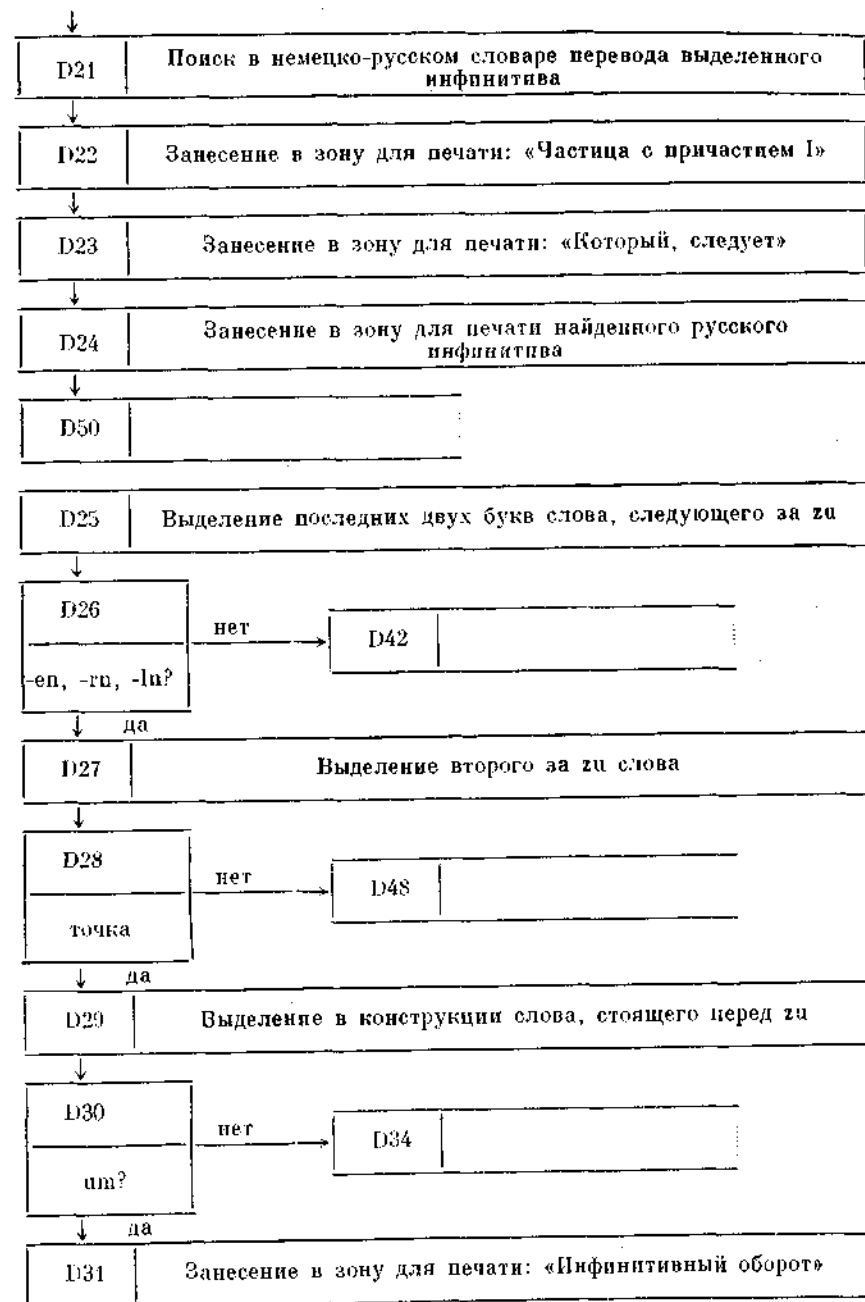 D21 Поиск в немецко-русском словаре перевода выделенного
инфинитива
D22 Занесение в зону для печати: «Частица с причастием I»
D23 Занесение в зону для печати: «Который, следует»
D24 Занесение в зону для печати найденного русского
инфинитива
D50
D25 Выделение последних двух букв слова, следующего за zu
D26
нет
D42
-en, -rn, -ln?
да
D27 Выделение второго за zu слова
D28
нет
D48
точка
да
D29 Выделение в конструкции слова, стоящего перед zu
D30
нет
D34
um?
да
D31 Занесение в зону для печати: «Инфинитивный оборот»